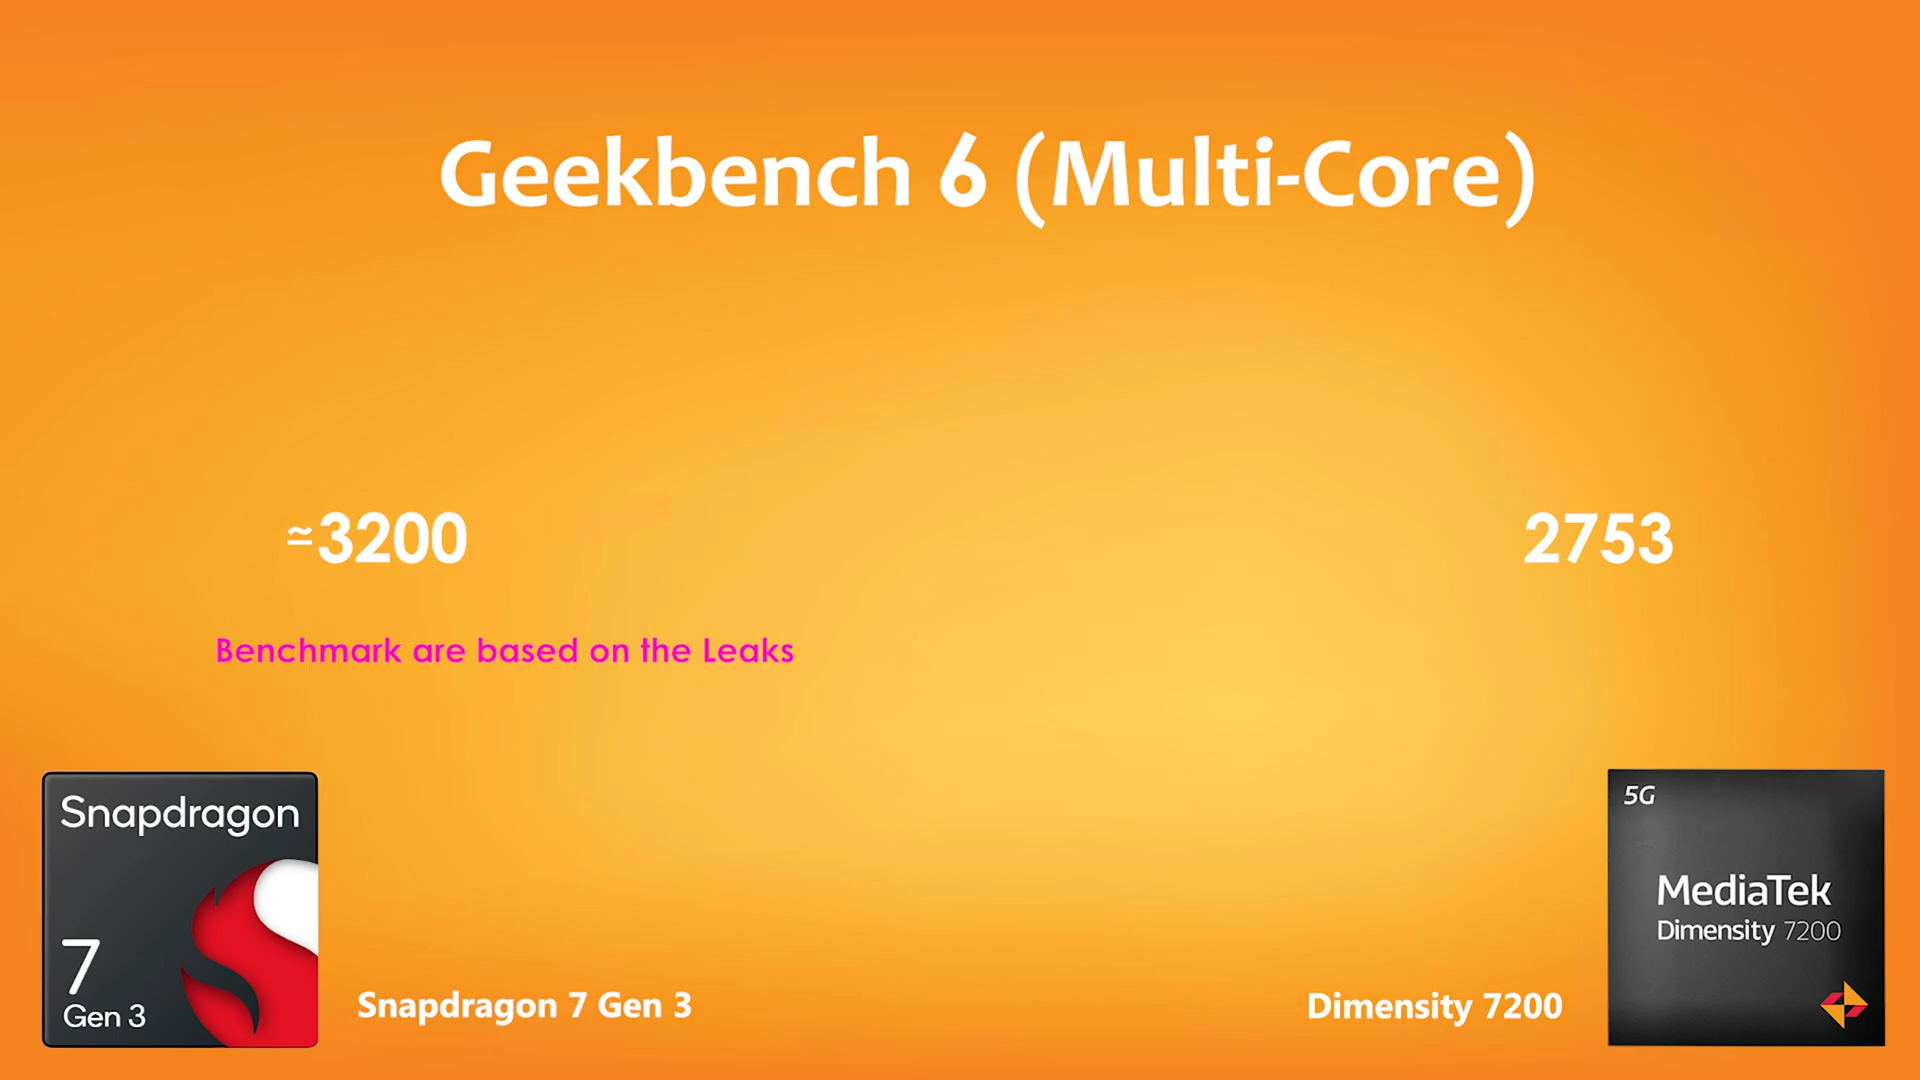 Geekbench 6 (Multi-Core)
≃3200
2753
Benchmark are based on the Leaks
Snapdragon
7
Gen 3
Snapdragon 7 Gen 3
Dimensity 7200
5G
MediaTek
Dimensity 7200